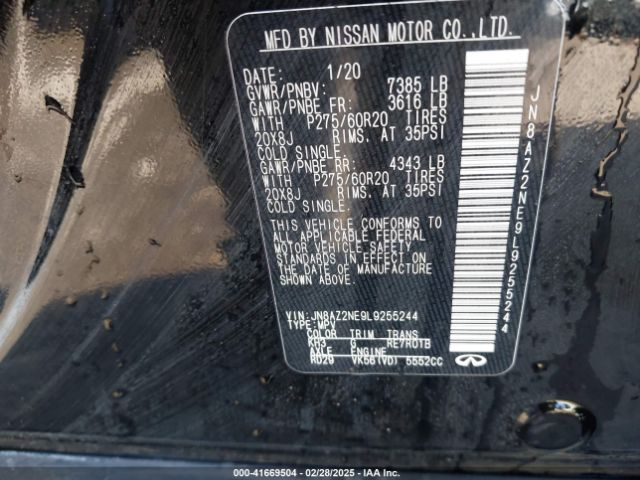 MFD BY NISSAN MOTOR CO.,LTD.
DATE: 1/20
GVWR/PNBV: 7385 LB
GAWR/PNBE FR: 3616 LB
WITH P275/60R20 TIRES
20X8J RIMS, AT 35PSI
COLD SINGLE.
GAWR/PNBE RR: 4343 LB
WITH P275/60R20 TIRES
20X8J RIMS, AT 35PSI
COLD SINGLE.
THIS VEHICLE CONFORMS TO
ALL APPLICABLE FEDERAL
MOTOR VEHICLE SAFETY
STANDARDS IN EFFECT ON
THE DATE OF MANUFACTURE
SHOWN ABOVE.
VIN: JN8AZ2NE9L9255244
TYPE: MPV
COLOR TRIM TRANS
KH3 G RE7R01B
AXLE ENGINE
RD29 VK56(VD) 5552CC
JN8AZ2NE9L9255244
INFINITI
000-41669504 | 02/28/2025 | IAA Inc.